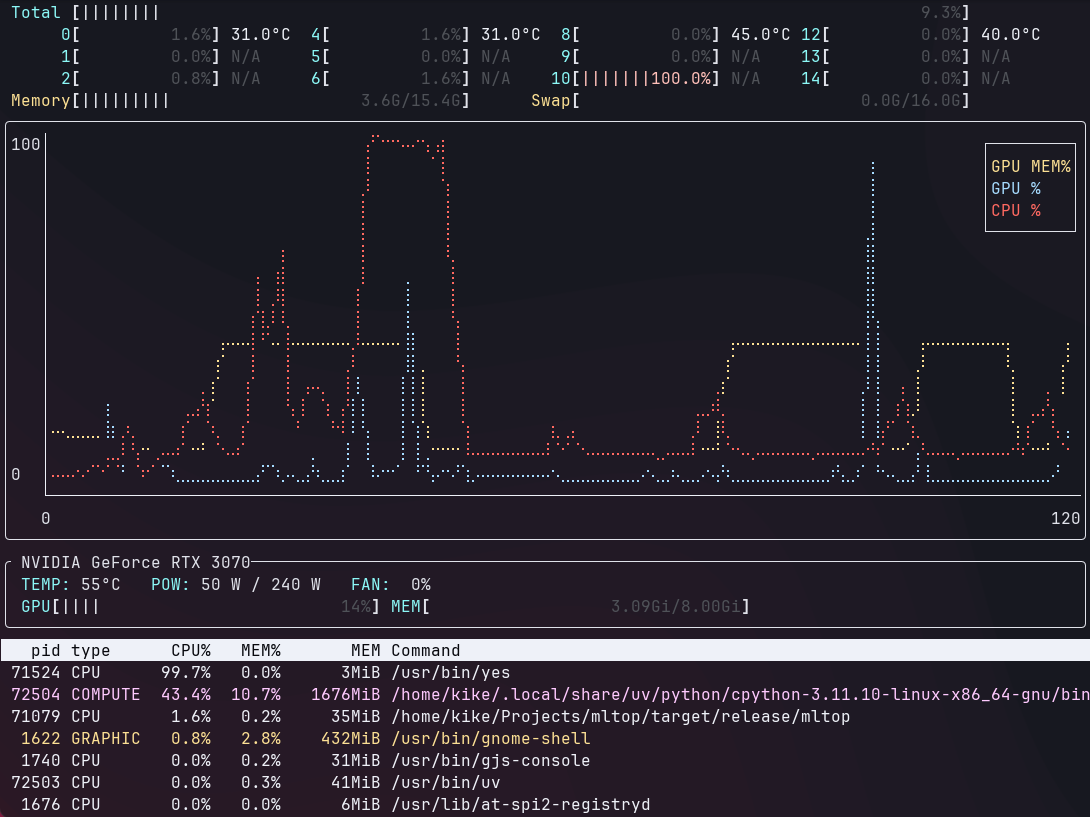 Total [|||||||| 9.3%]
0[ 1.6%] 31.0°C 4[ 1.6%] 31.0°C 8[ 0.0%] 45.0°C 12[ 0.0%] 40.0°C
1[ 0.0%] N/A 5[ 0.0%] N/A 9[ 0.0%] N/A 13[ 0.0%] N/A
2[ 0.8%] N/A 6[ 1.6%] N/A 10[|||||||100.0%] N/A 14[ 0.0%] N/A
Memory[||||||||| 3.6G/15.4G] Swap[ 0.0G/16.0G]
100
GPU MEM%
GPU %
CPU %
0
0 120
NVIDIA GeForce RTX 3070
TEMP: 55°C POW: 50 W / 240 W FAN: 0%
GPU[|||| 14%] MEM[ 3.09Gi/8.00Gi]
pid type CPU% MEM% MEM Command
71524 CPU 99.7% 0.0% 3MiB /usr/bin/yes
72504 COMPUTE 43.4% 10.7% 1676MiB /home/kike/.local/share/uv/python/cpython-3.11.10-linux-x86_64-gnu/bin
71079 CPU 1.6% 0.2% 35MiB /home/kike/Projects/mltop/target/release/mltop
1622 GRAPHIC 0.8% 2.8% 432MiB /usr/bin/gnome-shell
1740 CPU 0.0% 0.2% 31MiB /usr/bin/gjs-console
72503 CPU 0.0% 0.3% 41MiB /usr/bin/uv
1676 CPU 0.0% 0.0% 6MiB /usr/lib/at-spi2-registryd